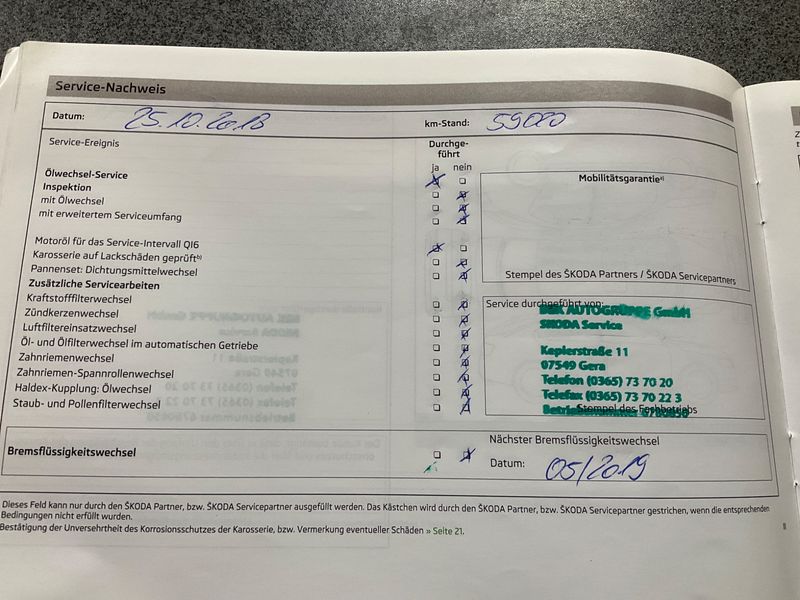 Service-Nachweis
Datum: 25.10.2018 km-Stand: 59000
Service-Ereignis Durchge-
führt
ja nein
Ölwechsel-Service
Inspektion
mit Ölwechsel
mit erweitertem Serviceumfang
Mobilitätsgarantieᵃ⁾
Motoröl für das Service-Intervall QI6
Karosserie auf Lackschäden geprüftᵇ⁾
Pannenset: Dichtungsmittelwechsel
Stempel des ŠKODA Partners / ŠKODA Servicepartners
Zusätzliche Servicearbeiten
Kraftstofffilterwechsel
Zündkerzenwechsel
Luftfiltereinsatzwechsel
Öl- und Ölfilterwechsel im automatischen Getriebe
Zahnriemenwechsel
Zahnriemen-Spannrollenwechsel
Haldex-Kupplung: Ölwechsel
Staub- und Pollenfilterwechsel
Service durchgeführt von:
AUTOGRUPPE GmbH
SKODA Service
Keplerstraße 11
07549 Gera
Telefon (0365) 73 70 20
Telefax (0365) 73 70 22 3
Stempel des Fachbetriebs
Bremsflüssigkeitswechsel
Nächster Bremsflüssigkeitswechsel
Datum: 05/2019
Dieses Feld kann nur durch den ŠKODA Partner, bzw. ŠKODA Servicepartner ausgefüllt werden. Das Kästchen wird durch den ŠKODA Partner, bzw. ŠKODA Servicepartner gestrichen, wenn die entsprechenden
Bedingungen nicht erfüllt wurden.
Bestätigung der Unversehrtheit des Korrosionsschutzes der Karosserie, bzw. Vermerkung eventueller Schäden » Seite 21.